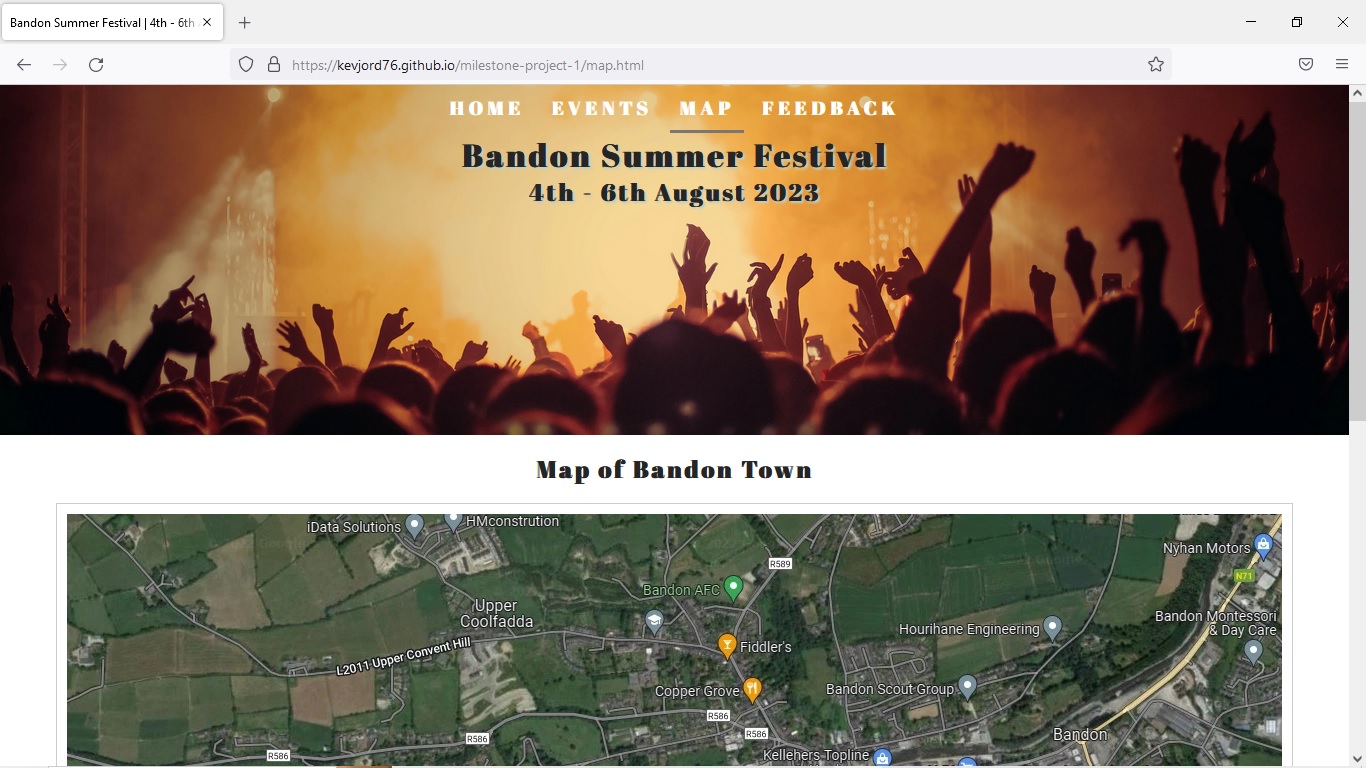 Bandon Summer Festival | 4th - 6th
https://kevjord76.github.io/milestone-project-1/map.html
HOME EVENTS MAP FEEDBACK
Bandon Summer Festival
4th - 6th August 2023
Map of Bandon Town
iData Solutions
HMconstrution
Nyhan Motors
R589
N71
Bandon AFC
Upper
Coolfadda
Bandon Montessori
& Day Care
Hourihane Engineering
Fiddler's
L2011 Upper Convent Hill
Copper Grove
Bandon Scout Group
R586
R586
R586
Bandon
R586
Kellehers Topline